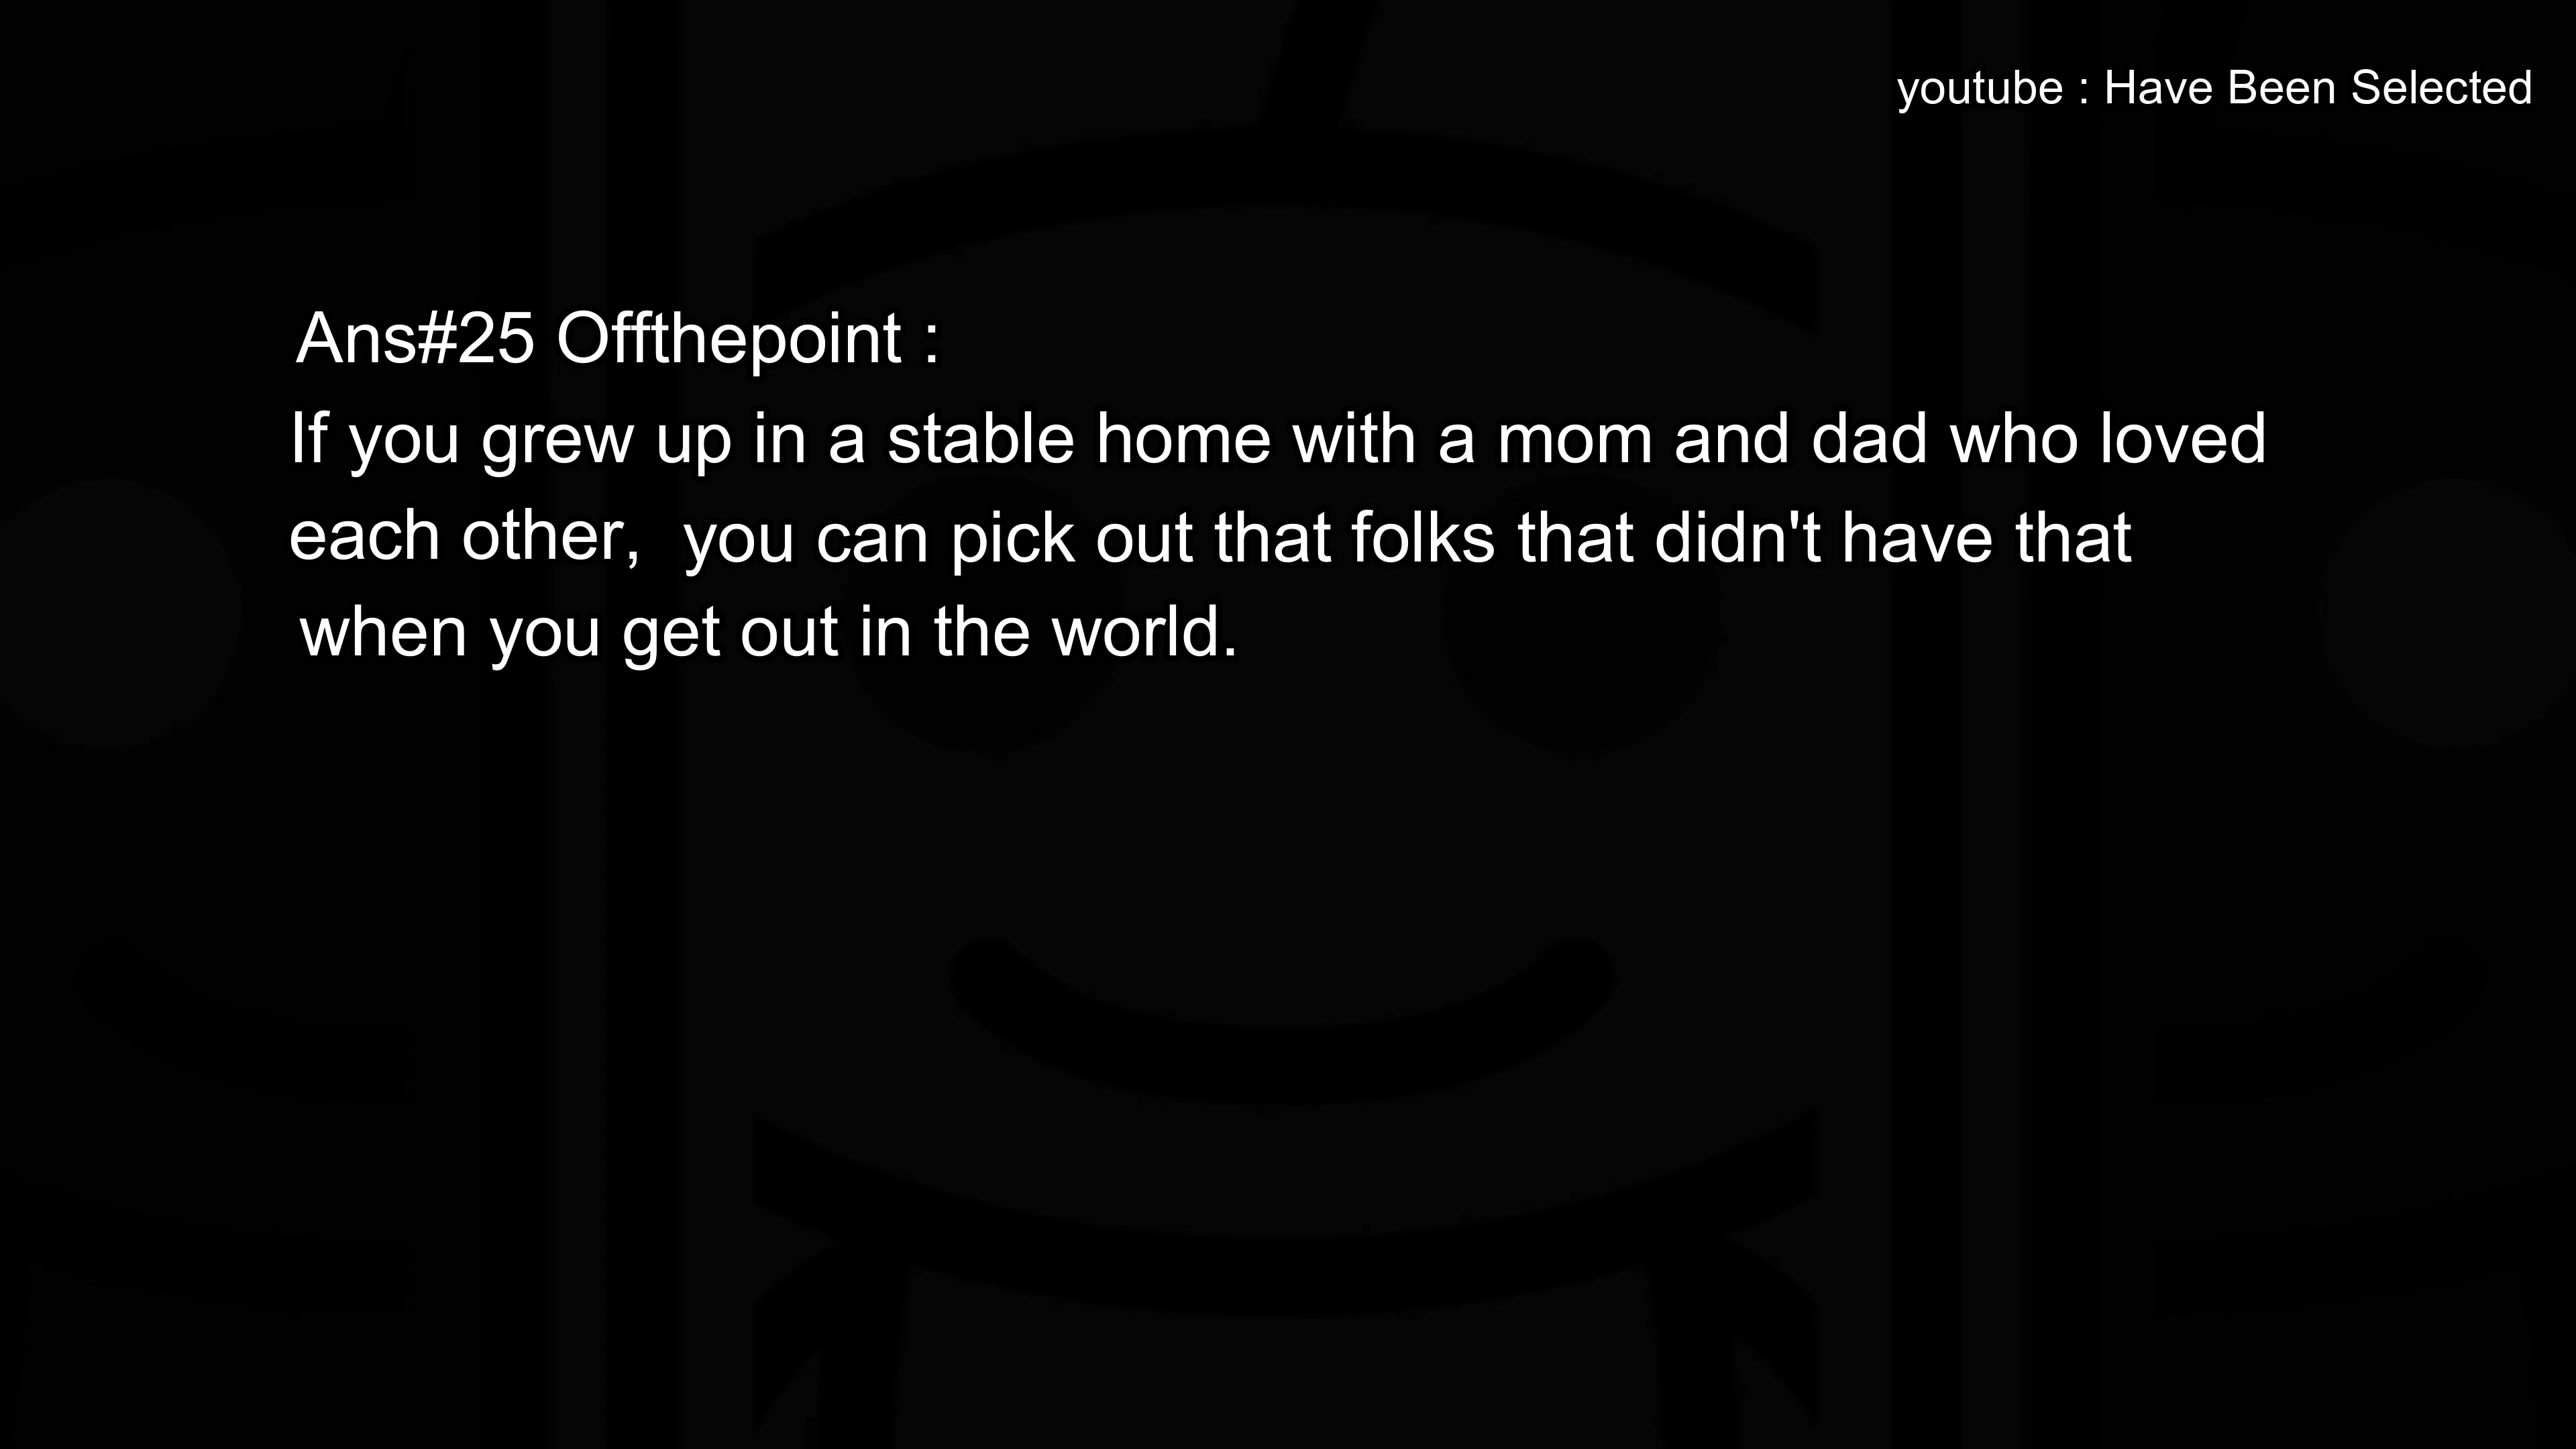 youtube : Have Been Selected
Ans#25 Offthepoint :
If you grew up in a stable home with a mom and dad who loved
each other, you can pick out that folks that didn't have that
when you get out in the world.